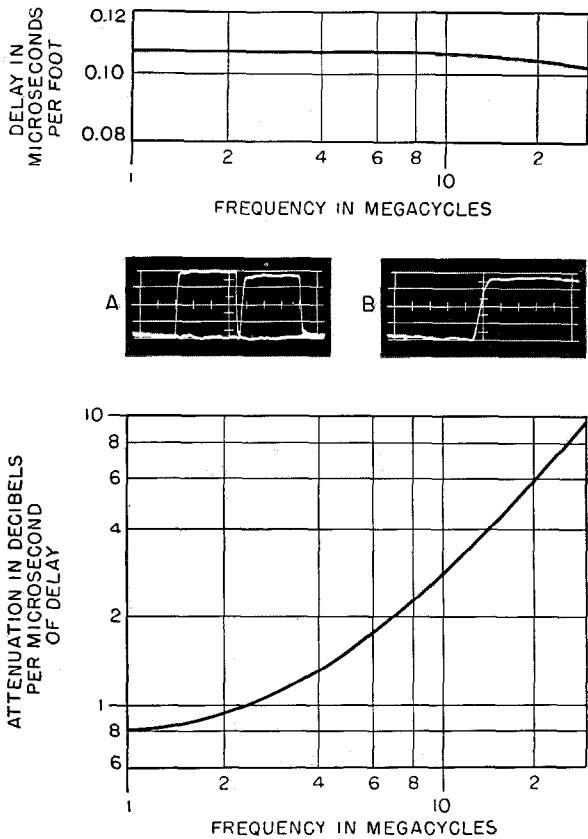 DELAY IN
MICROSECONDS
PER FOOT
0.12
0.10
0.08
1 2 4 6 8 10 2
FREQUENCY IN MEGACYCLES
A
B
ATTENUATION IN DECIBELS
PER MICROSECOND
OF DELAY
10
8
6
4
2
1
8
6
1 2 4 6 8 10 2
FREQUENCY IN MEGACYCLES